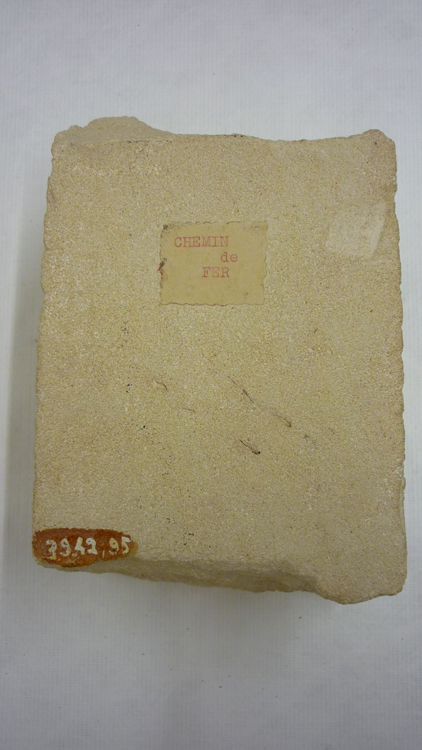 CHEMIN
de
FER
3942,95